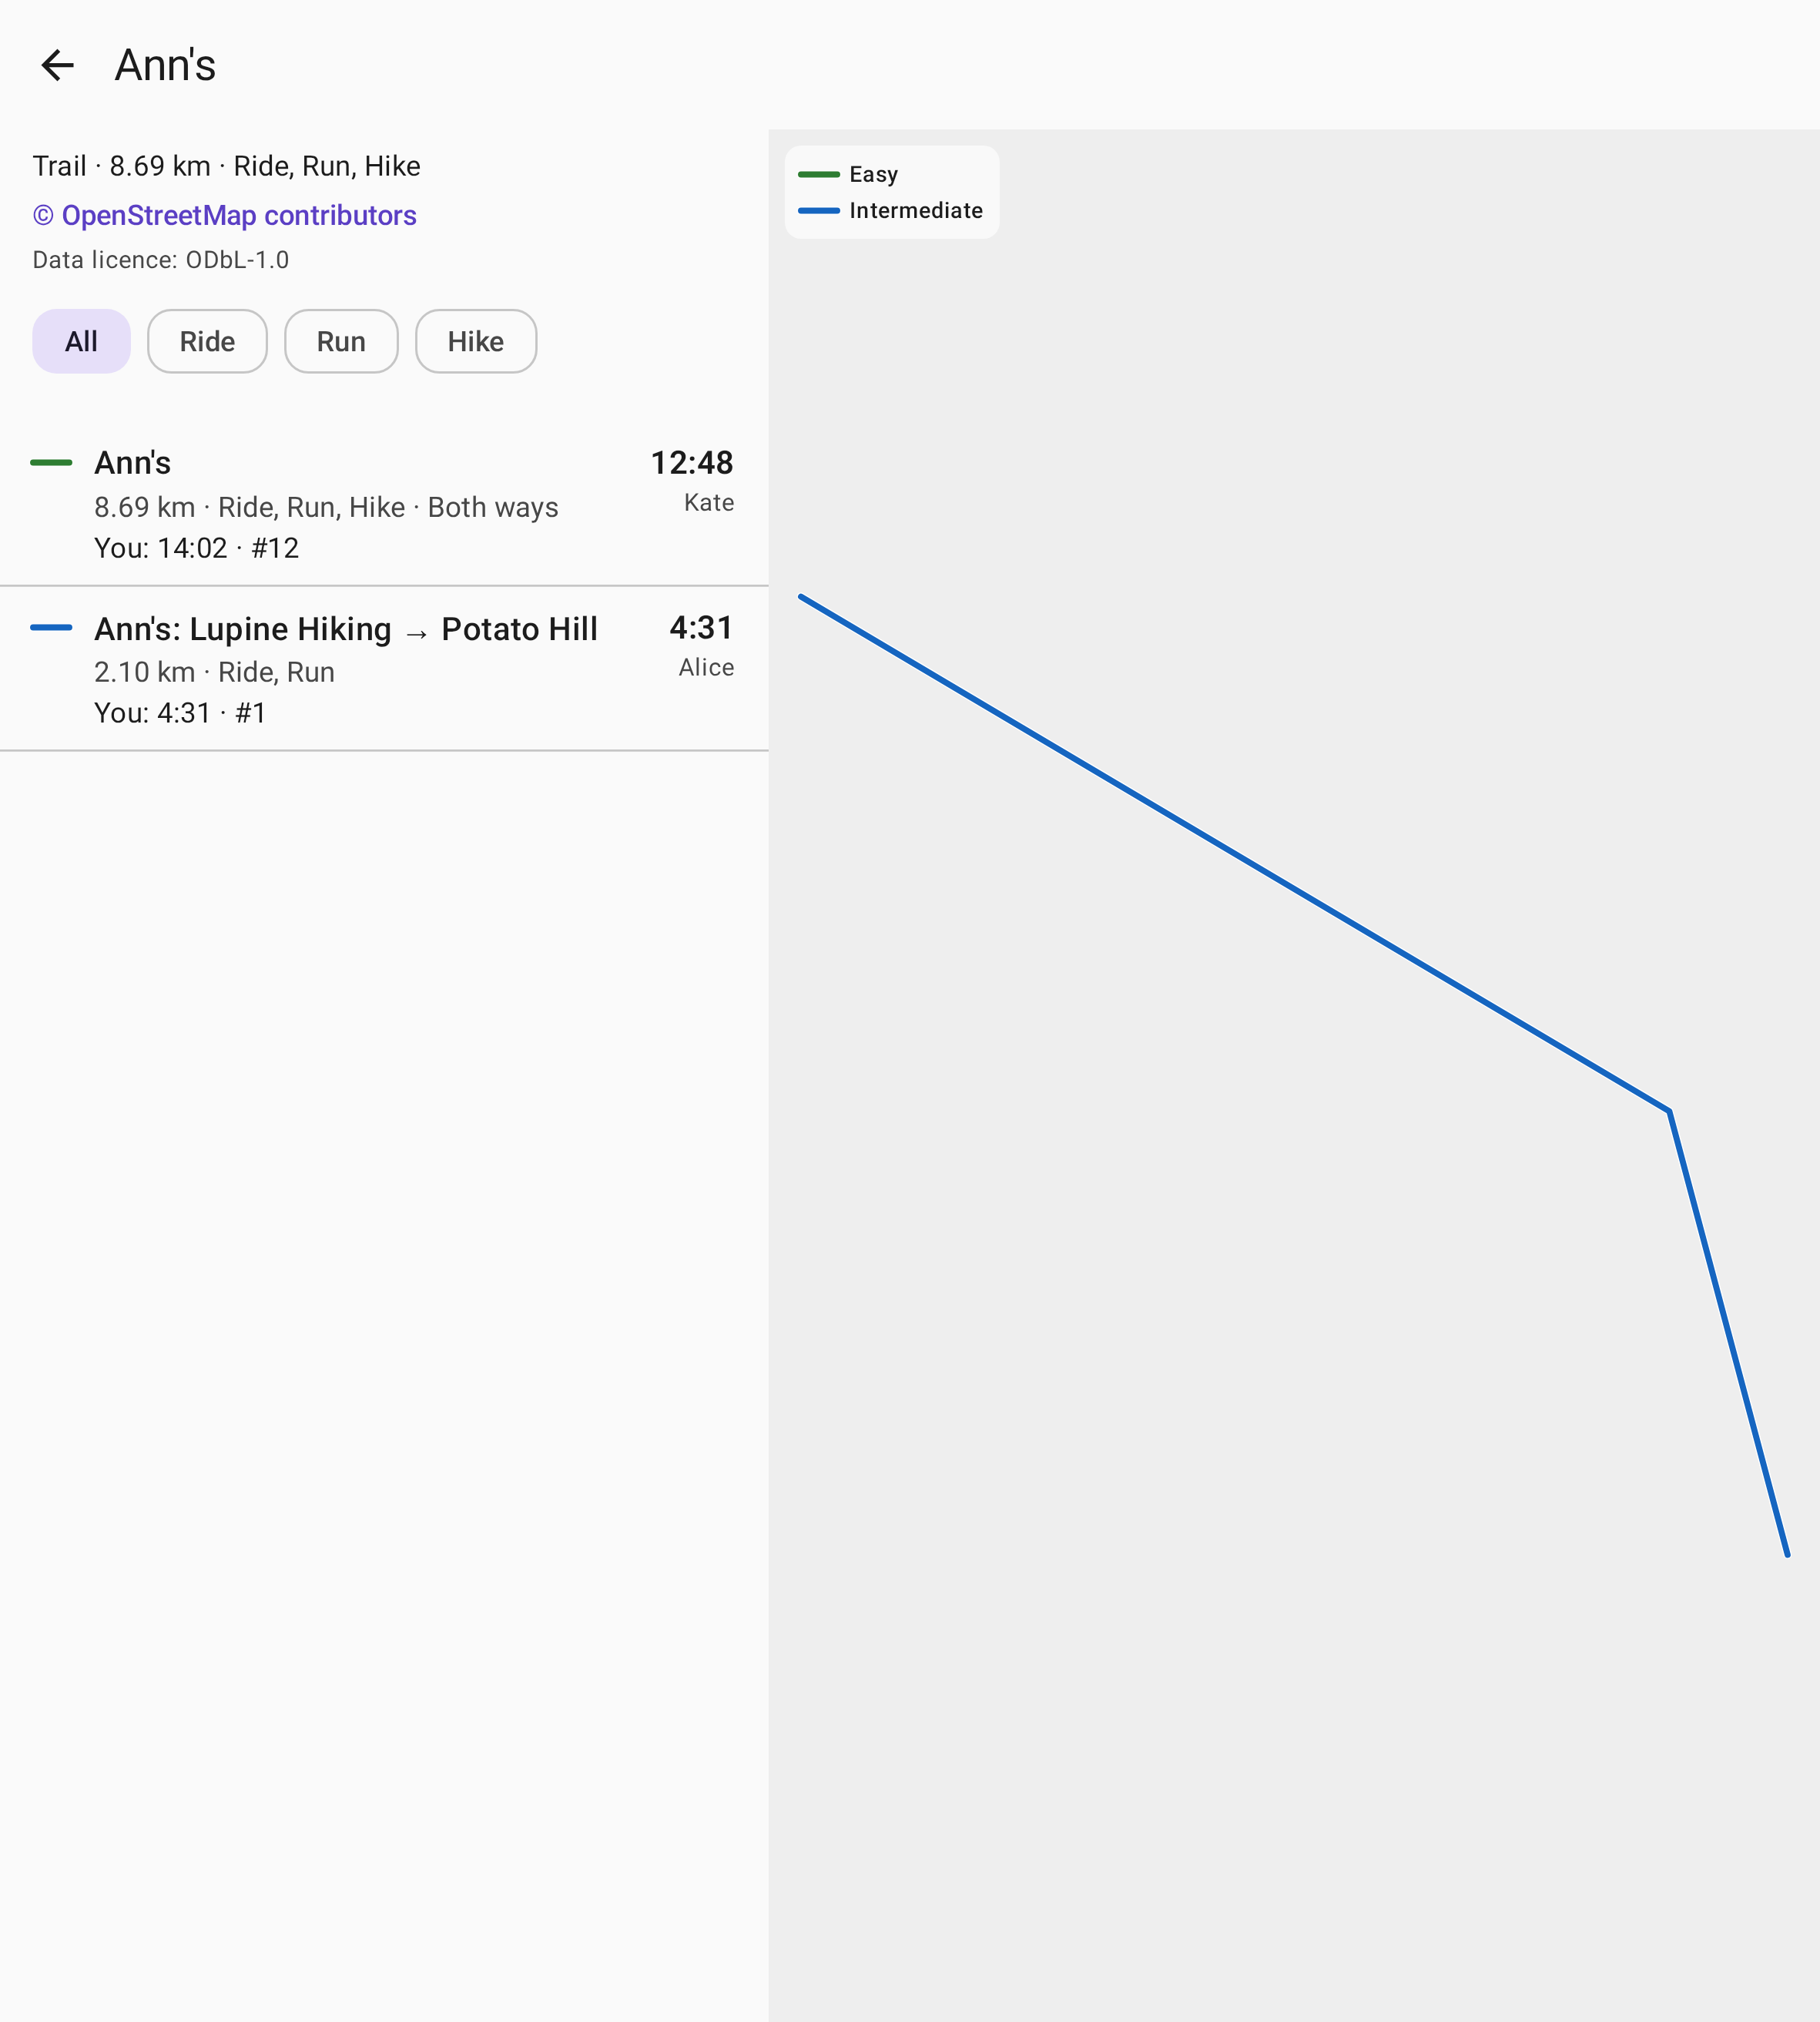 Ann's
Trail · 8.69 km · Ride, Run, Hike
© OpenStreetMap contributors
Data licence: ODbL-1.0
All
Ride
Run
Hike
Ann's
12:48
8.69 km · Ride, Run, Hike · Both ways
Kate
You: 14:02 · #12
Ann's: Lupine Hiking → Potato Hill
4:31
2.10 km · Ride, Run
Alice
You: 4:31 · #1
Easy
Intermediate